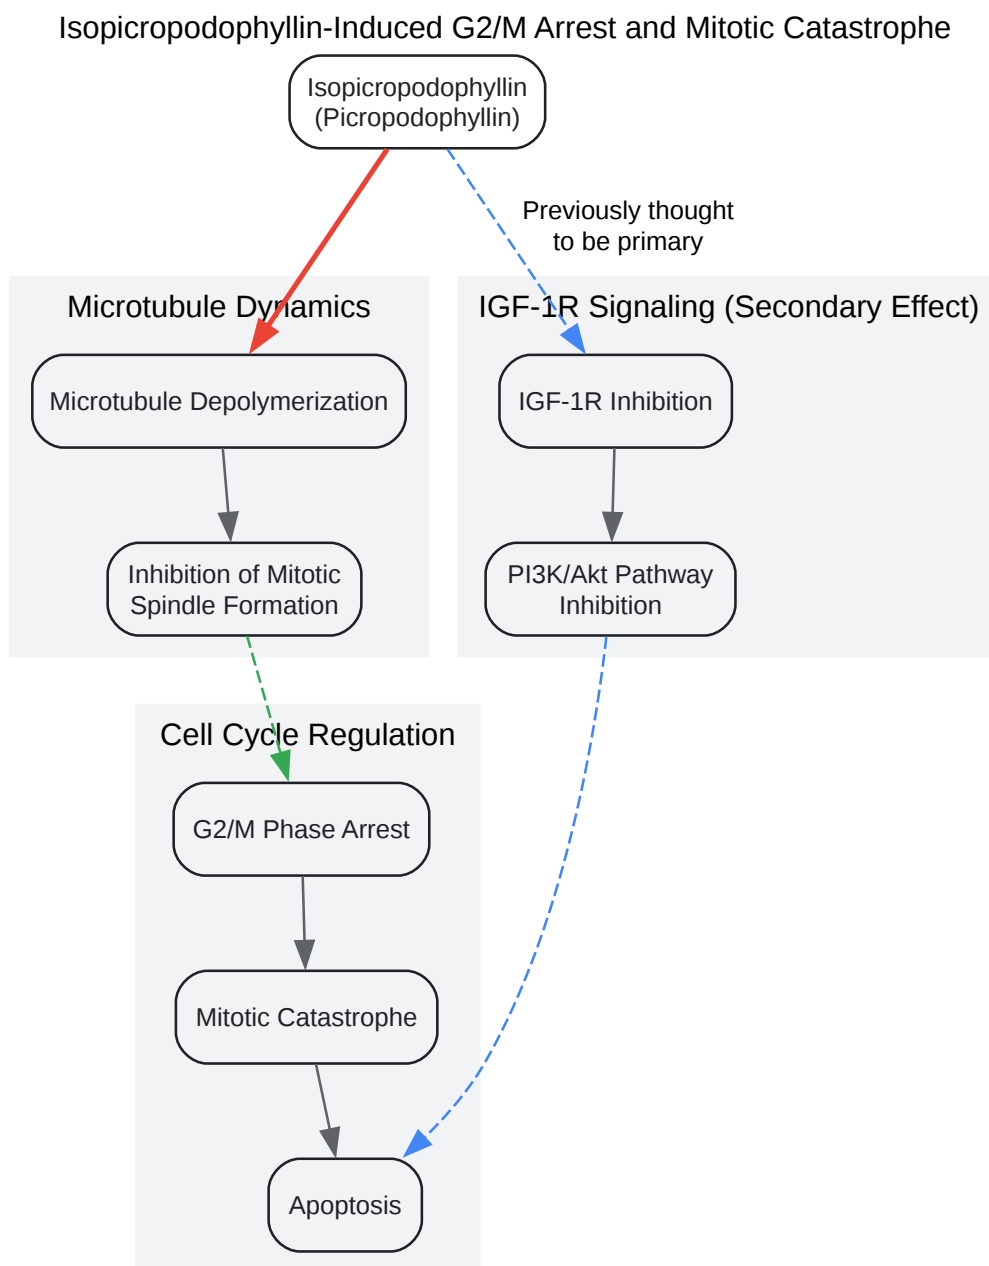 Isopicropodophyllin-Induced G2/M Arrest and Mitotic Catastrophe
Isopicropodophyllin
(Picropodophyllin)
Previously thought
to be primary
Microtubule Dynamics
Microtubule Depolymerization
Inhibition of Mitotic
Spindle Formation
IGF-1R Signaling (Secondary Effect)
IGF-1R Inhibition
PI3K/Akt Pathway
Inhibition
Cell Cycle Regulation
G2/M Phase Arrest
Mitotic Catastrophe
Apoptosis